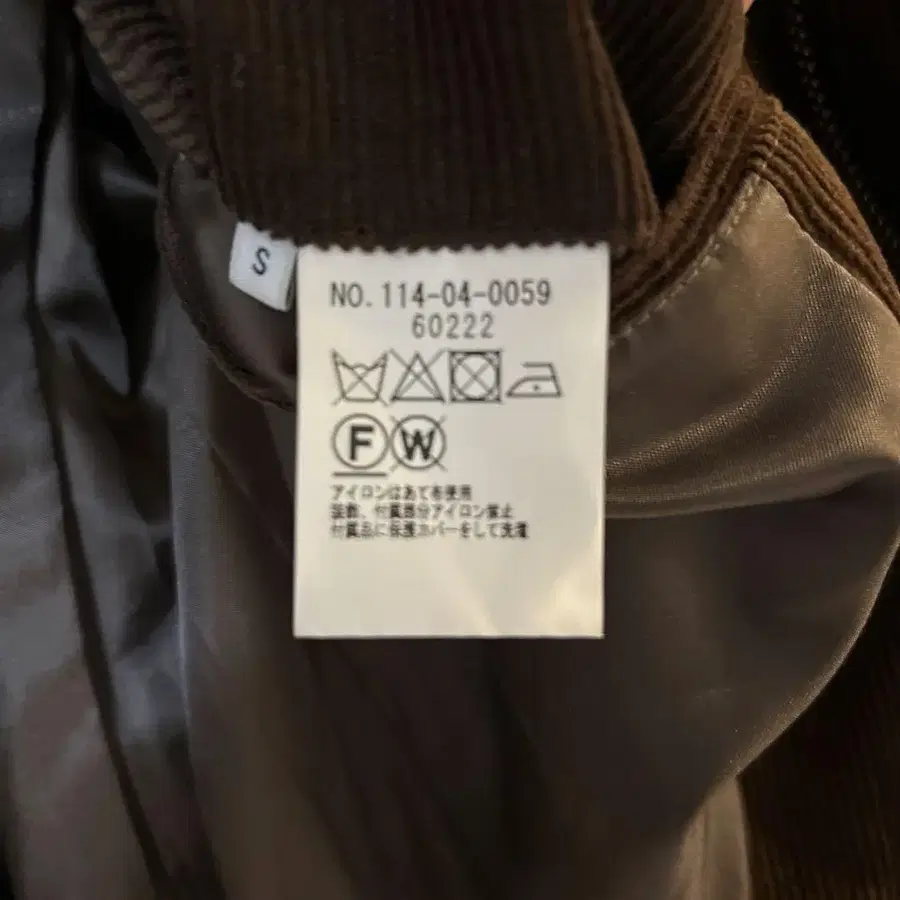 S
NO. 114-04-0059
60222
F W
アイロンはあて布使用
装飾、付属部分アイロン禁止
付属品に保護カバーをして洗濯